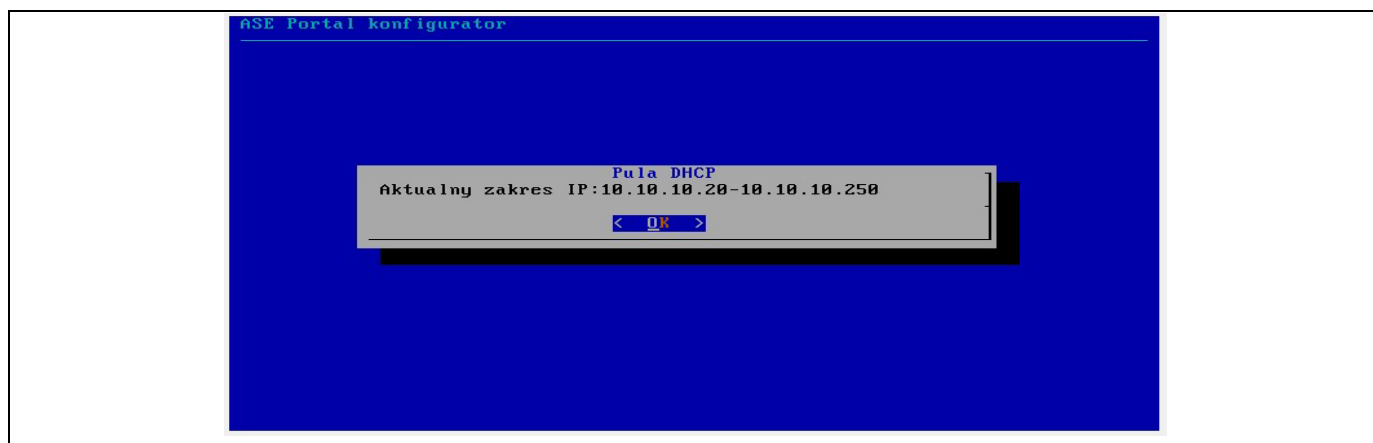 ASE Portal konfigurator
Pula DHCP
Aktualny zakres IP:10.10.10.20-10.10.10.250
< OK >